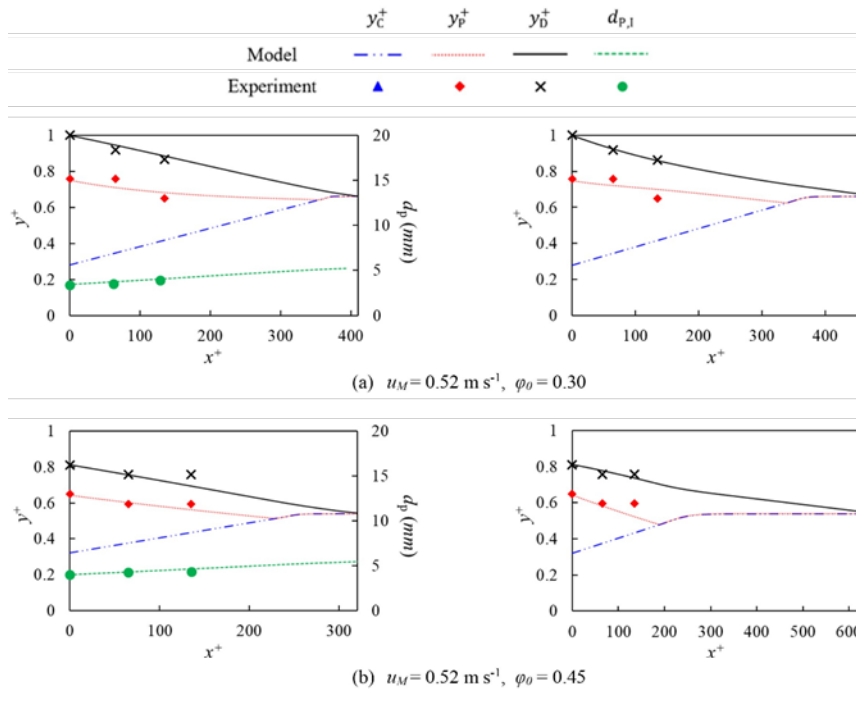 y_C^+ y_P^+ y_D^+ d_P,I
Model
Experiment
1 0.8 0.6 0.4 0.2 0
y^+
20 15 10 5 0
d_p (mm)
0 100 200 300 400
x^+
1 0.8 0.6 0.4 0.2 0
y^+
0 100 200 300 400
x^+
(a) u_M = 0.52 m s^-1, φ_0 = 0.30
1 0.8 0.6 0.4 0.2 0
y^+
20 15 10 5 0
d_p (mm)
0 100 200 300
x^+
1 0.8 0.6 0.4 0.2 0
y^+
0 100 200 300 400 500 600
x^+
(b) u_M = 0.52 m s^-1, φ_0 = 0.45